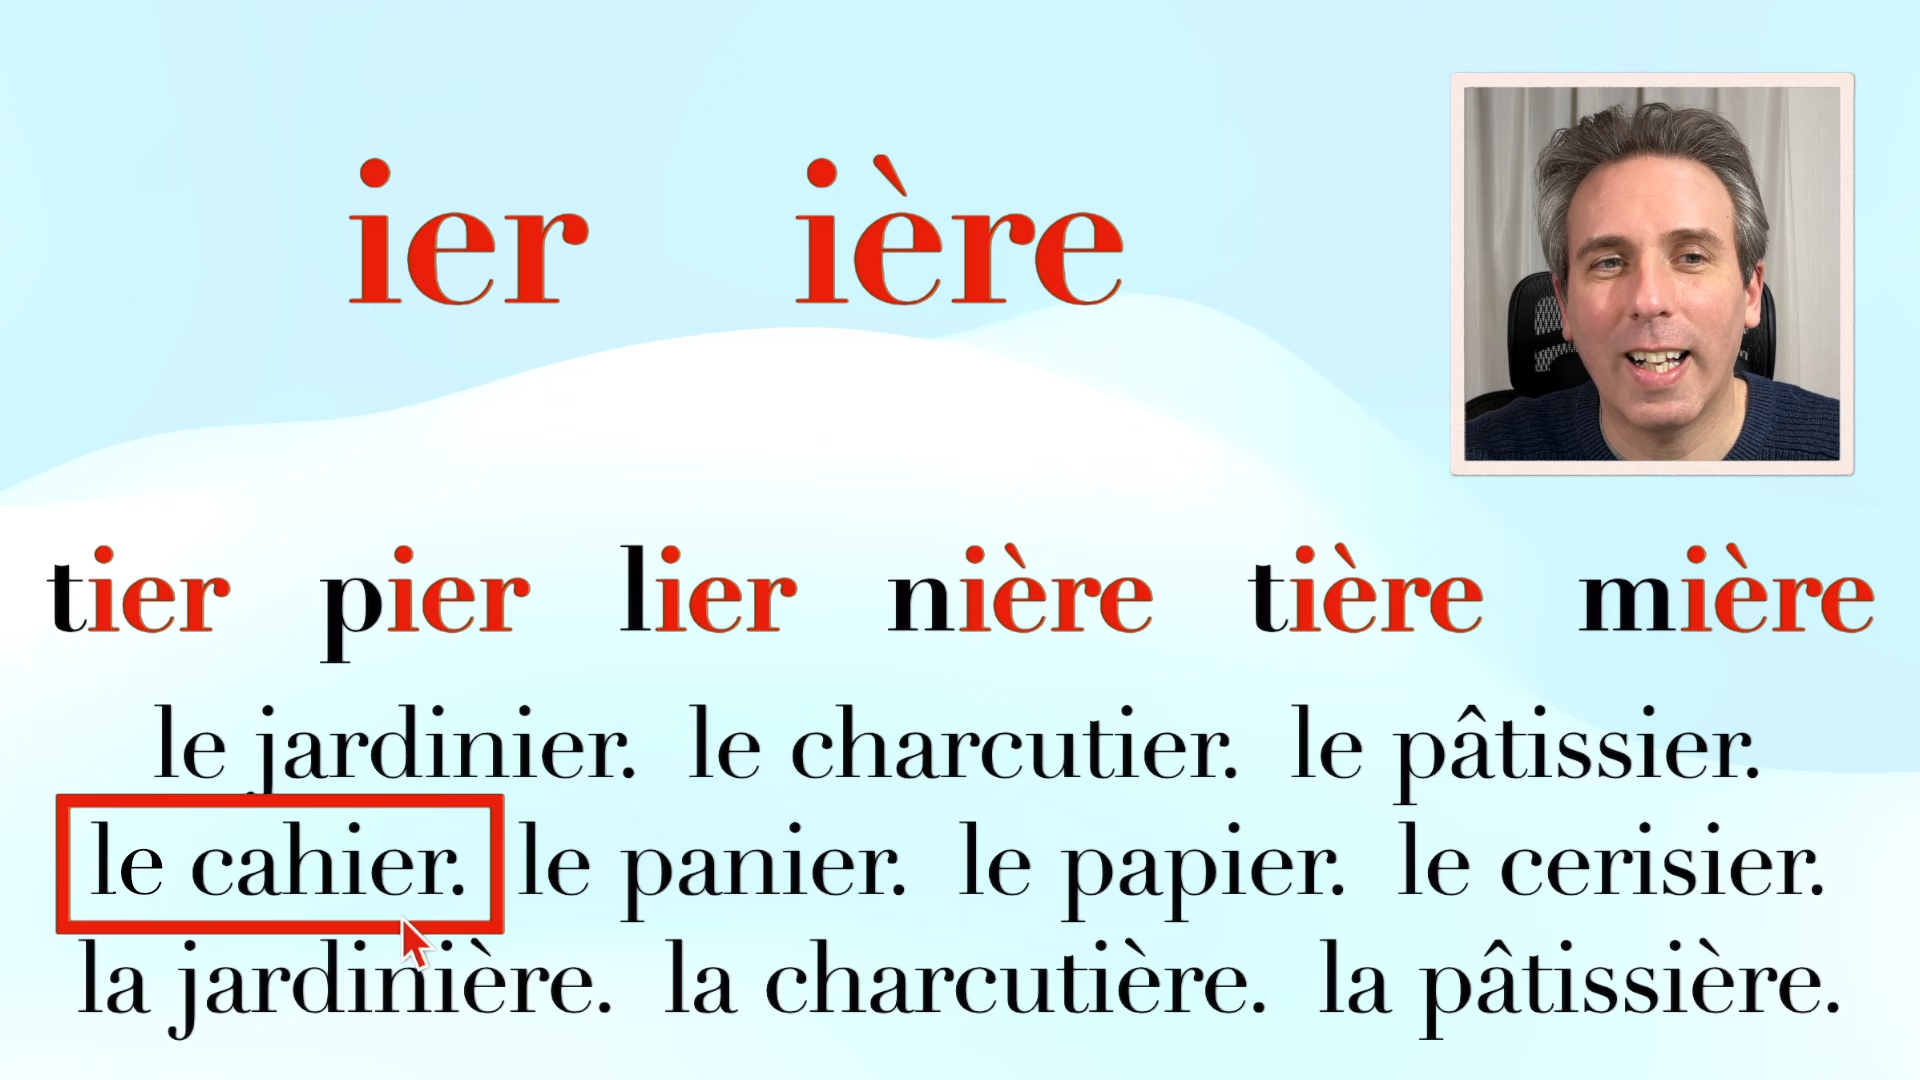 ier ière
tier pier lier nière tière mière
le jardinier. le charcutier. le pâtissier.
le cahier. le panier. le papier. le cerisier.
la jardinière. la charcutière. la pâtissière.